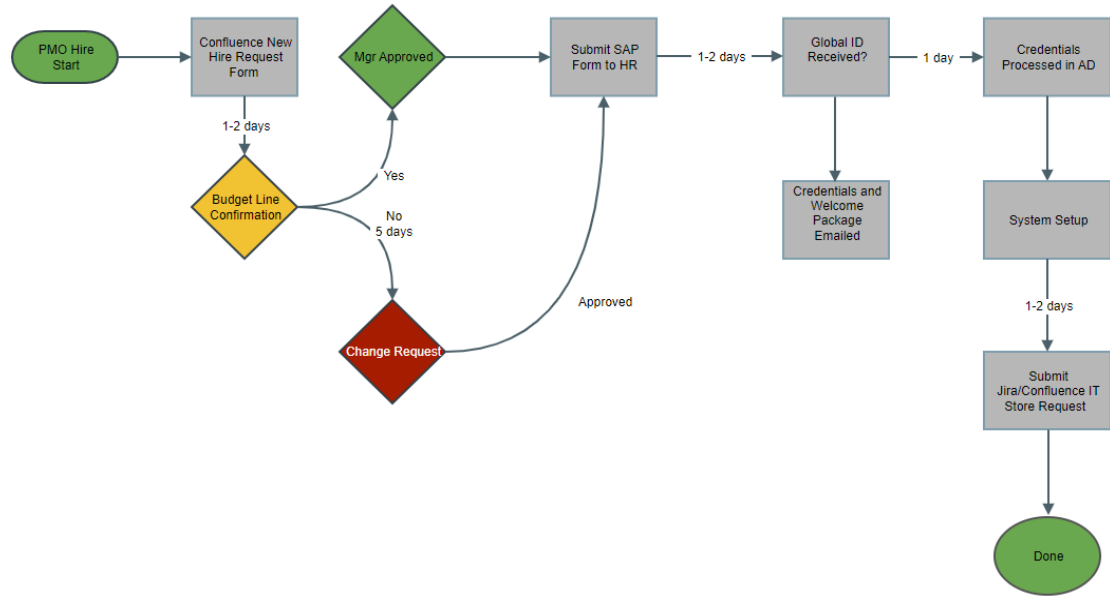 PMO Hire
Start
Confluence New
Hire Request
Form
Mgr Approved
Submit SAP
Form to HR
1-2 days
Global ID
Received?
1 day
Credentials
Processed in AD
1-2 days
Budget Line
Confirmation
Yes
No
5 days
Credentials and
Welcome
Package
Emailed
System Setup
Change Request
Approved
1-2 days
Submit
Jira/Confluence IT
Store Request
Done